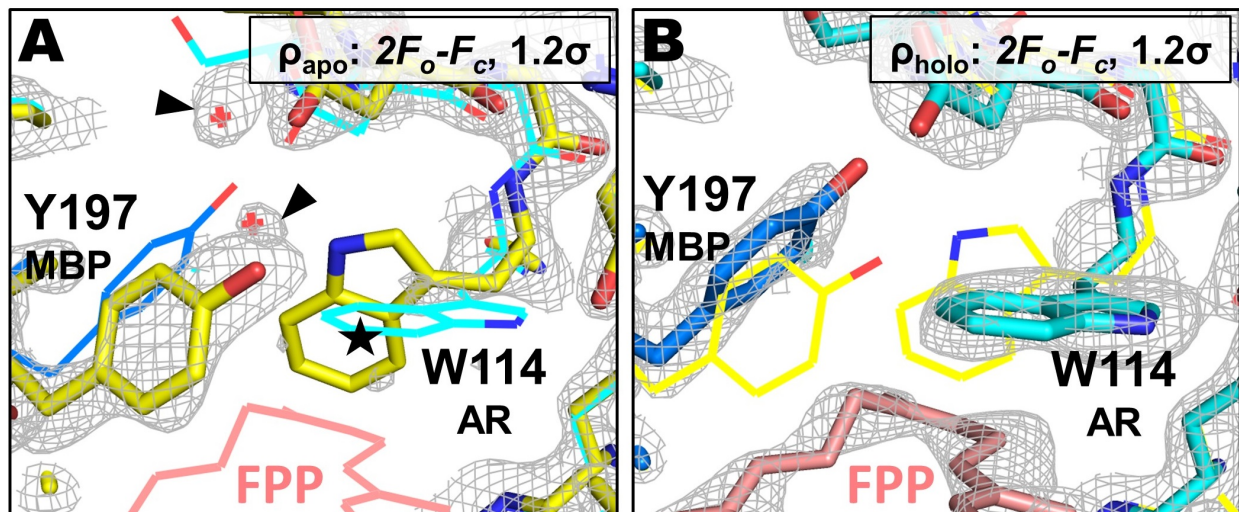 A
ρapo: 2Fo-Fc, 1.2σ
Y197
MBP
W114
AR
FPP
B
ρholo: 2Fo-Fc, 1.2σ
Y197
MBP
W114
AR
FPP